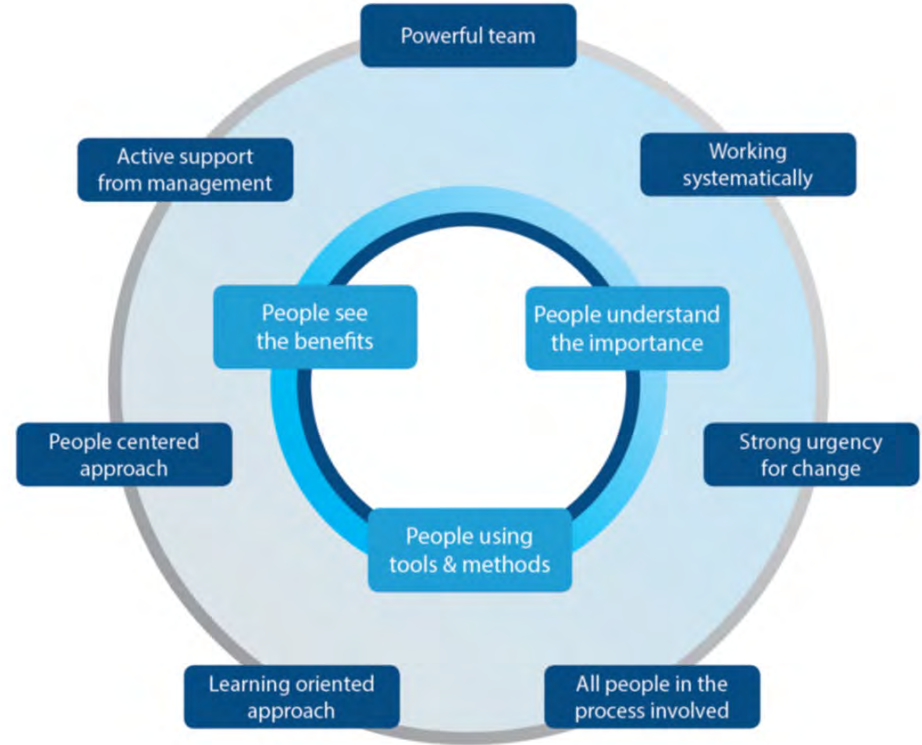 Powerful team
Active support
from management
Working
systematically
People see
the benefits
People understand
the importance
People centered
approach
Strong urgency
for change
People using
tools & methods
Learning oriented
approach
All people in the
process involved